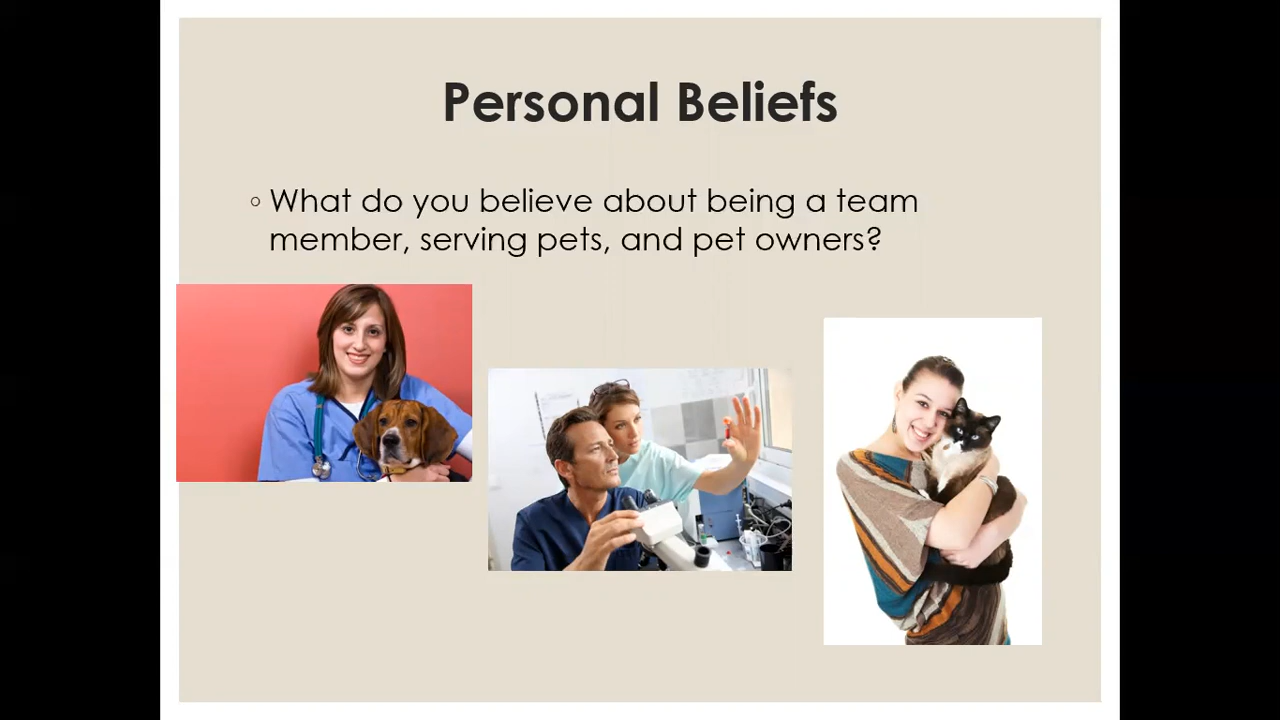 Personal Beliefs
◦ What do you believe about being a team
member, serving pets, and pet owners?